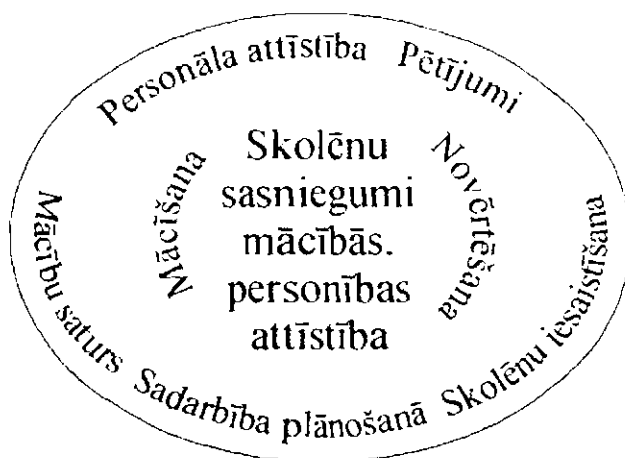 Personāla attīstība
Pētījumi
Mācīšana
Skolēnu
sasniegumi
mācībās.
personības
attīstība
Novērtēšana
Mācību saturs
Sadarbība plānošanā
Skolēnu iesaistīšana